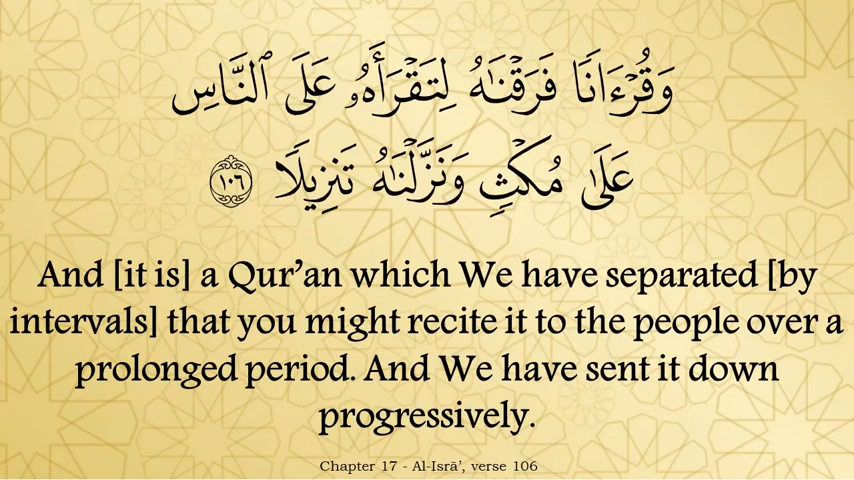 وَقُرْءَانًا فَرَقْنَـٰهُ لِتَقْرَأَهُۥ عَلَى ٱلنَّاسِ
عَلَىٰ مُكْثٍ وَنَزَّلْنَـٰهُ تَنزِيلًا ١٠٦
And [it is] a Qur’an which We have separated [by
intervals] that you might recite it to the people over a
prolonged period. And We have sent it down
progressively.
Chapter 17 - Al-Isrā’, verse 106